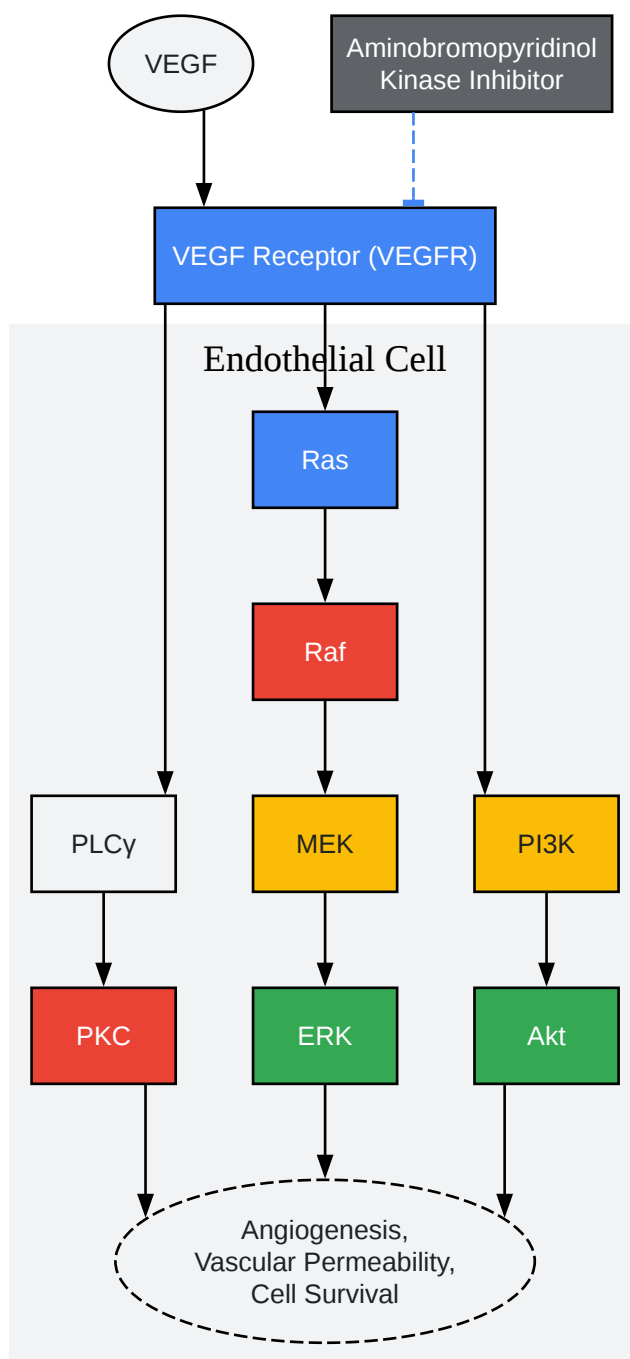 VEGF
Aminobromopyridinol
Kinase Inhibitor
VEGF Receptor (VEGFR)
Endothelial Cell
Ras
Raf
PLCγ
MEK
PI3K
PKC
ERK
Akt
Angiogenesis,
Vascular Permeability,
Cell Survival